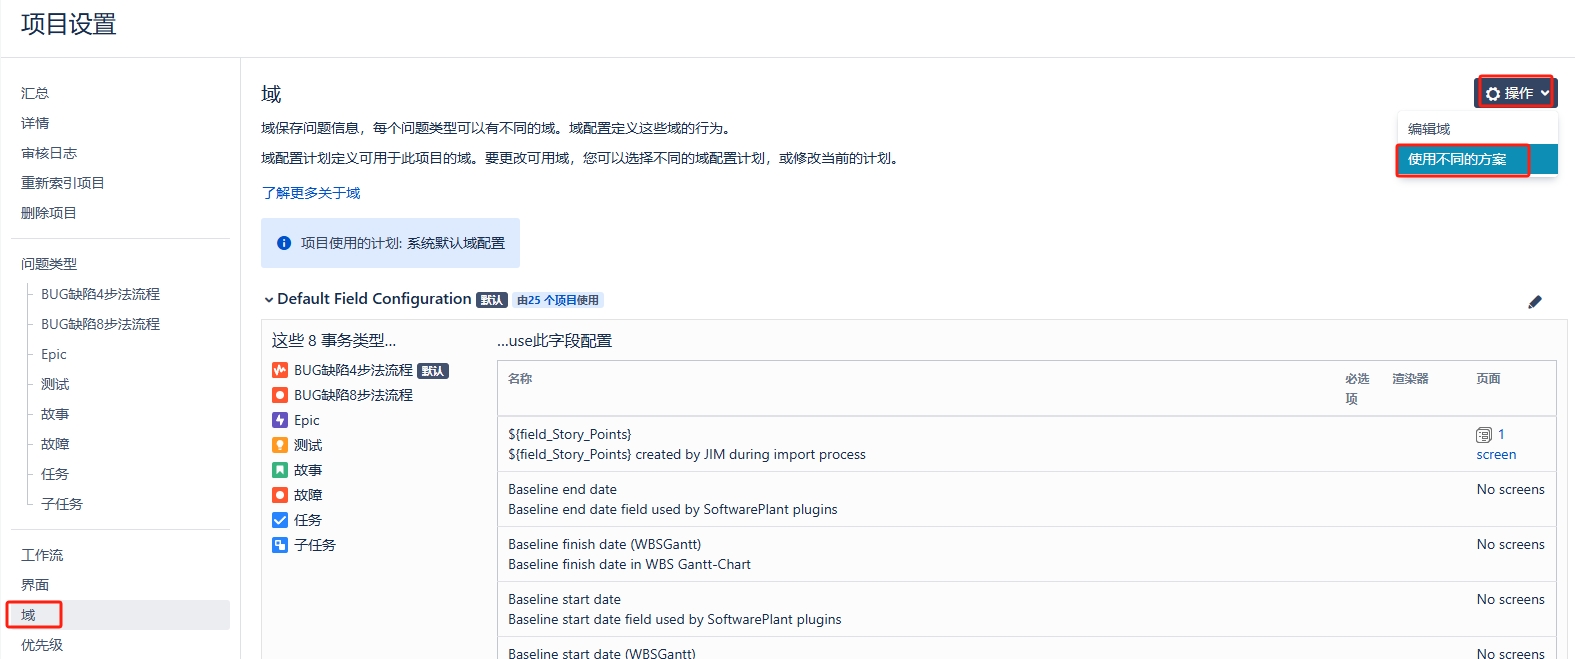 项目设置
汇总
详情
审核日志
重新索引项目
删除项目
问题类型
BUG缺陷4步法流程
BUG缺陷8步法流程
Epic
测试
故事
故障
任务
子任务
工作流
界面
域
优先级
域
操作
编辑域
使用不同的方案
域保存问题信息，每个问题类型可以有不同的域。域配置定义这些域的行为。
域配置计划定义可用于此项目的域。要更改可用域，您可以选择不同的域配置计划，或修改当前的计划。
了解更多关于域
项目使用的计划: 系统默认域配置
Default Field Configuration 默认 由25 个项目使用
这些 8 事务类型...
BUG缺陷4步法流程 默认
BUG缺陷8步法流程
Epic
测试
故事
故障
任务
子任务
...use此字段配置
名称 必选项 渲染器 页面
${field_Story_Points} 1 screen
${field_Story_Points} created by JIM during import process
Baseline end date No screens
Baseline end date field used by SoftwarePlant plugins
Baseline finish date (WBSGantt) No screens
Baseline finish date in WBS Gantt-Chart
Baseline start date No screens
Baseline start date field used by SoftwarePlant plugins
Baseline start date (WBSGantt) No screens